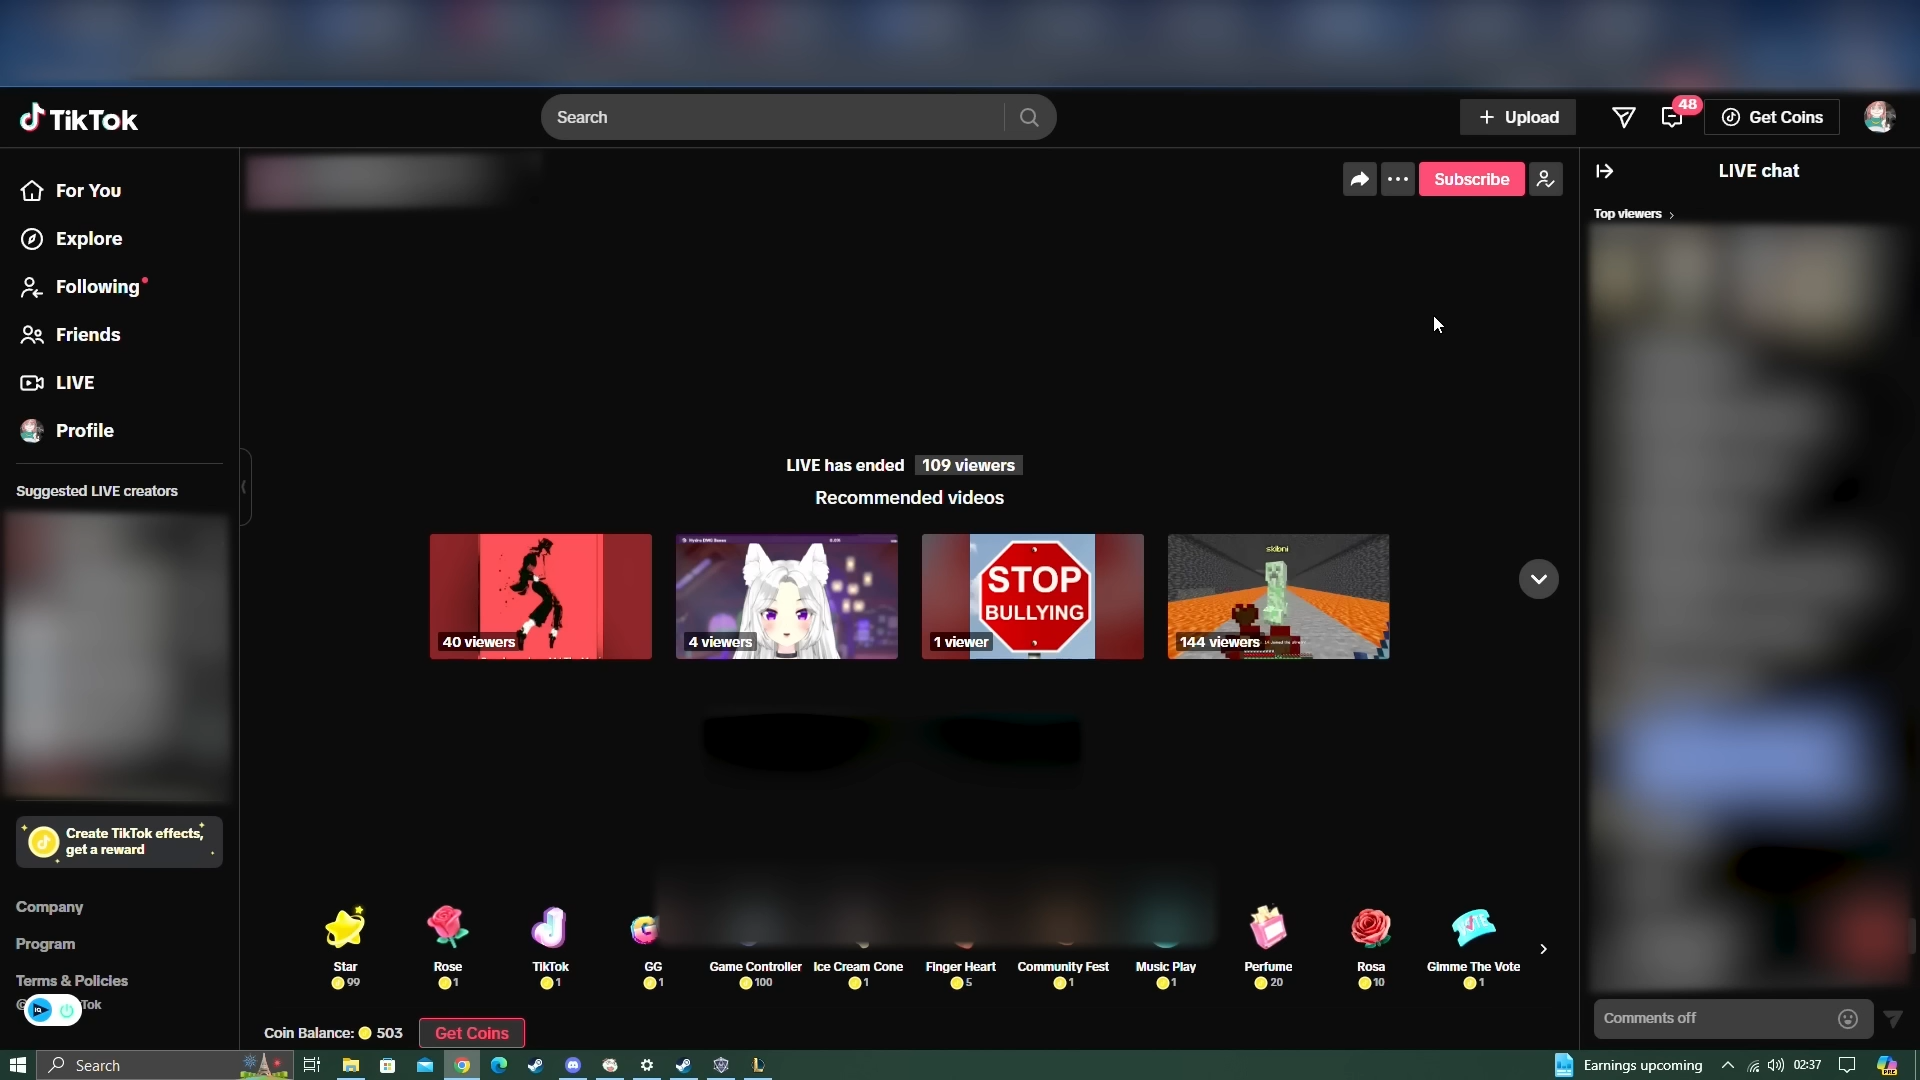 TikTok
Search
Upload
48
Get Coins
For You
Explore
Following
Friends
LIVE
Profile
Suggested LIVE creators
Create TikTok effects,
get a reward
Company
Program
Terms & Policies
Tok
Subscribe
LIVE has ended 109 viewers
Recommended videos
40 viewers
4 viewers
STOP
BULLYING
1 viewer
skibni
144 viewers
Star
99
Rose
1
TikTok
1
GG
1
Game Controller
100
Ice Cream Cone
1
Finger Heart
5
Community Fest
1
Music Play
1
Perfume
20
Rosa
10
Gimme The Vote
1
Coin Balance: 503
Get Coins
LIVE chat
Top viewers
Comments off
Search
Earnings upcoming
02:37